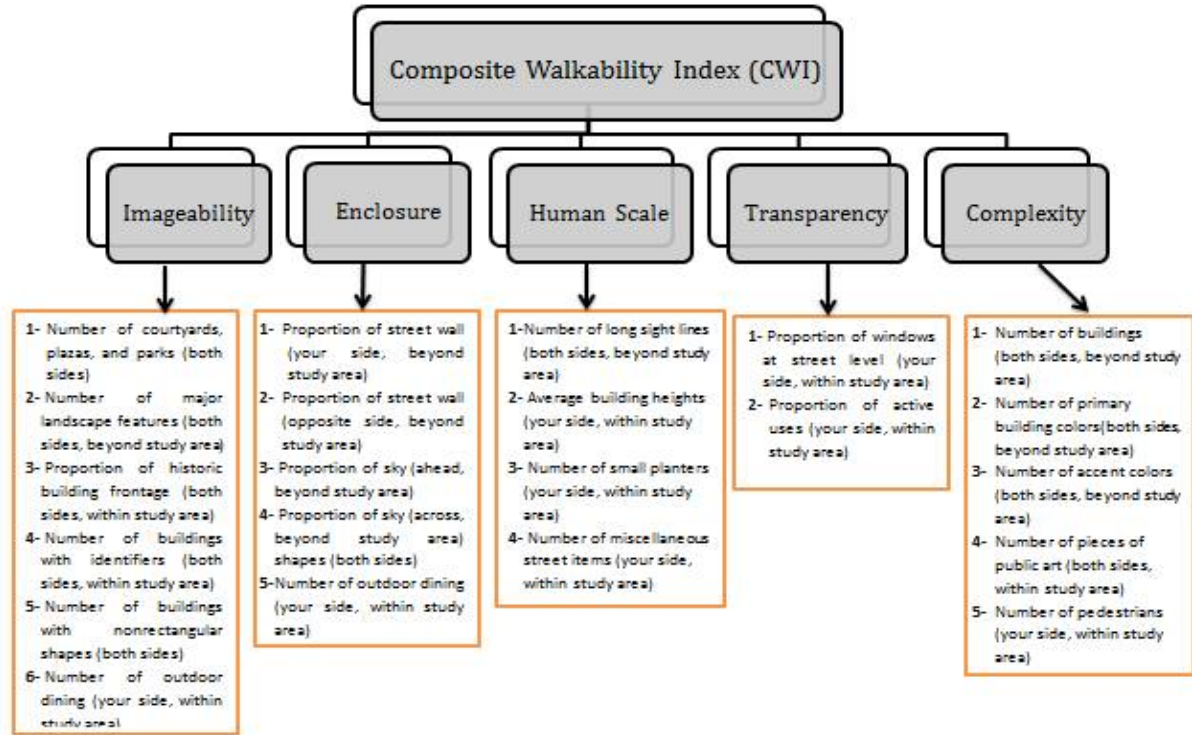 Composite Walkability Index (CWI)
Imageability
Enclosure
Human Scale
Transparency
Complexity
1- Number of courtyards,
plazas, and parks (both
sides)
2- Number of major
landscape features (both
sides, beyond study area)
3- Proportion of historic
building frontage (both
sides, within study area)
4- Number of buildings
with identifiers (both
sides, within study area)
5- Number of buildings
with nonrectangular
shapes (both sides)
6- Number of outdoor
dining (your side, within
study area)
1- Proportion of street wall
(your side, beyond
study area)
2- Proportion of street wall
(opposite side, beyond
study area)
3- Proportion of sky (ahead,
beyond study area)
4- Proportion of sky (across,
beyond study area)
shapes (both sides)
5- Number of outdoor dining
(your side, within study
area)
1-Number of long sight lines
(both sides, beyond study
area)
2- Average building heights
(your side, within study
area)
3- Number of small planters
(your side, within study
area)
4- Number of miscellaneous
street items (your side,
within study area)
1- Proportion of windows
at street level (your
side, within study area)
2- Proportion of active
uses (your side, within
study area)
1- Number of buildings
(both sides, beyond study
area)
2- Number of primary
building colors(both sides,
beyond study area)
3- Number of accent colors
(both sides, beyond study
area)
4- Number of pieces of
public art (both sides,
within study area)
5- Number of pedestrians
(your side, within study
area)